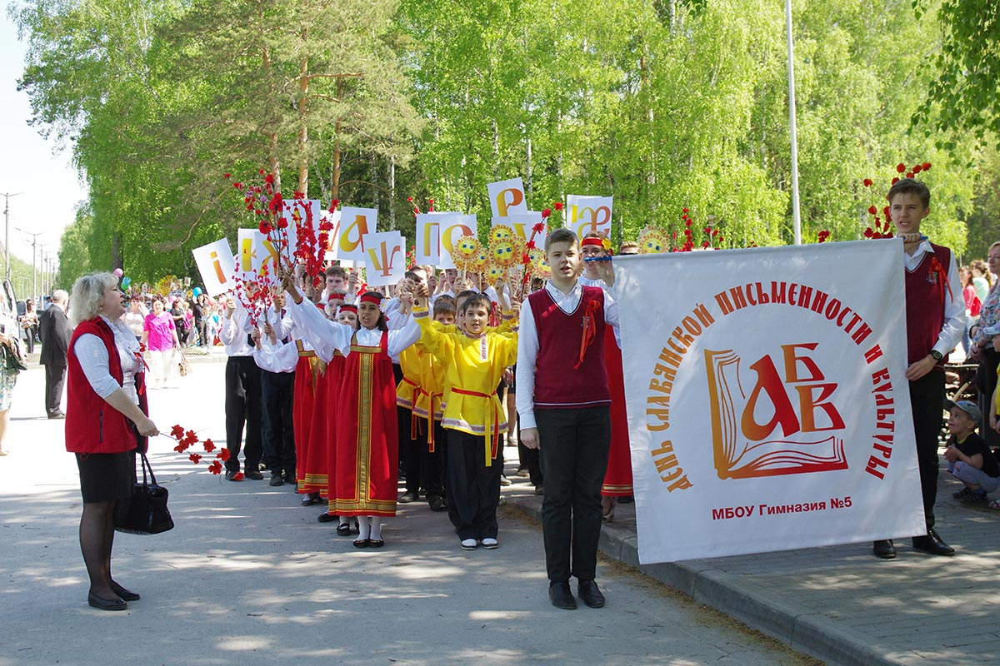 ДЕНЬ СЛАВЯНСКОЙ ПИСЬМЕННОСТИ И КУЛЬТУРЫ
АБВ
МБОУ Гимназия №5